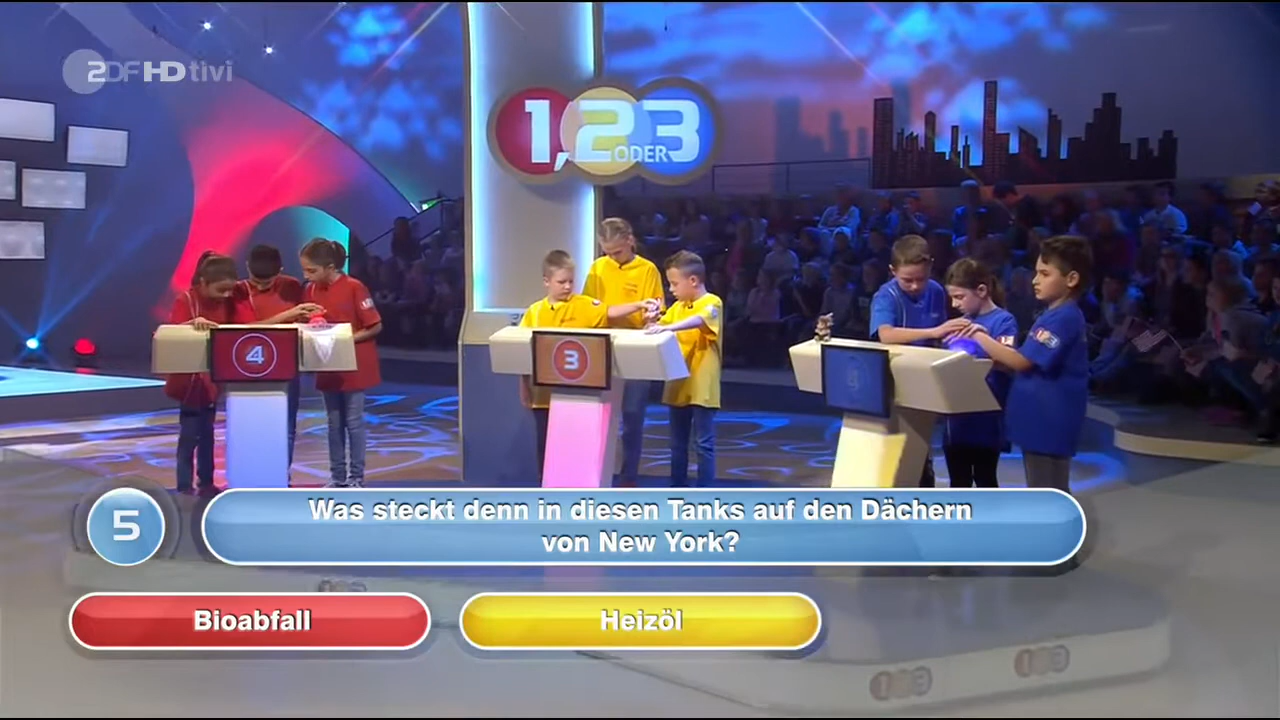 ZDF HD tivi
1, 2 ODER 3
4
3
5
Was steckt denn in diesen Tanks auf den Dächern
von New York?
Bioabfall
Heizöl